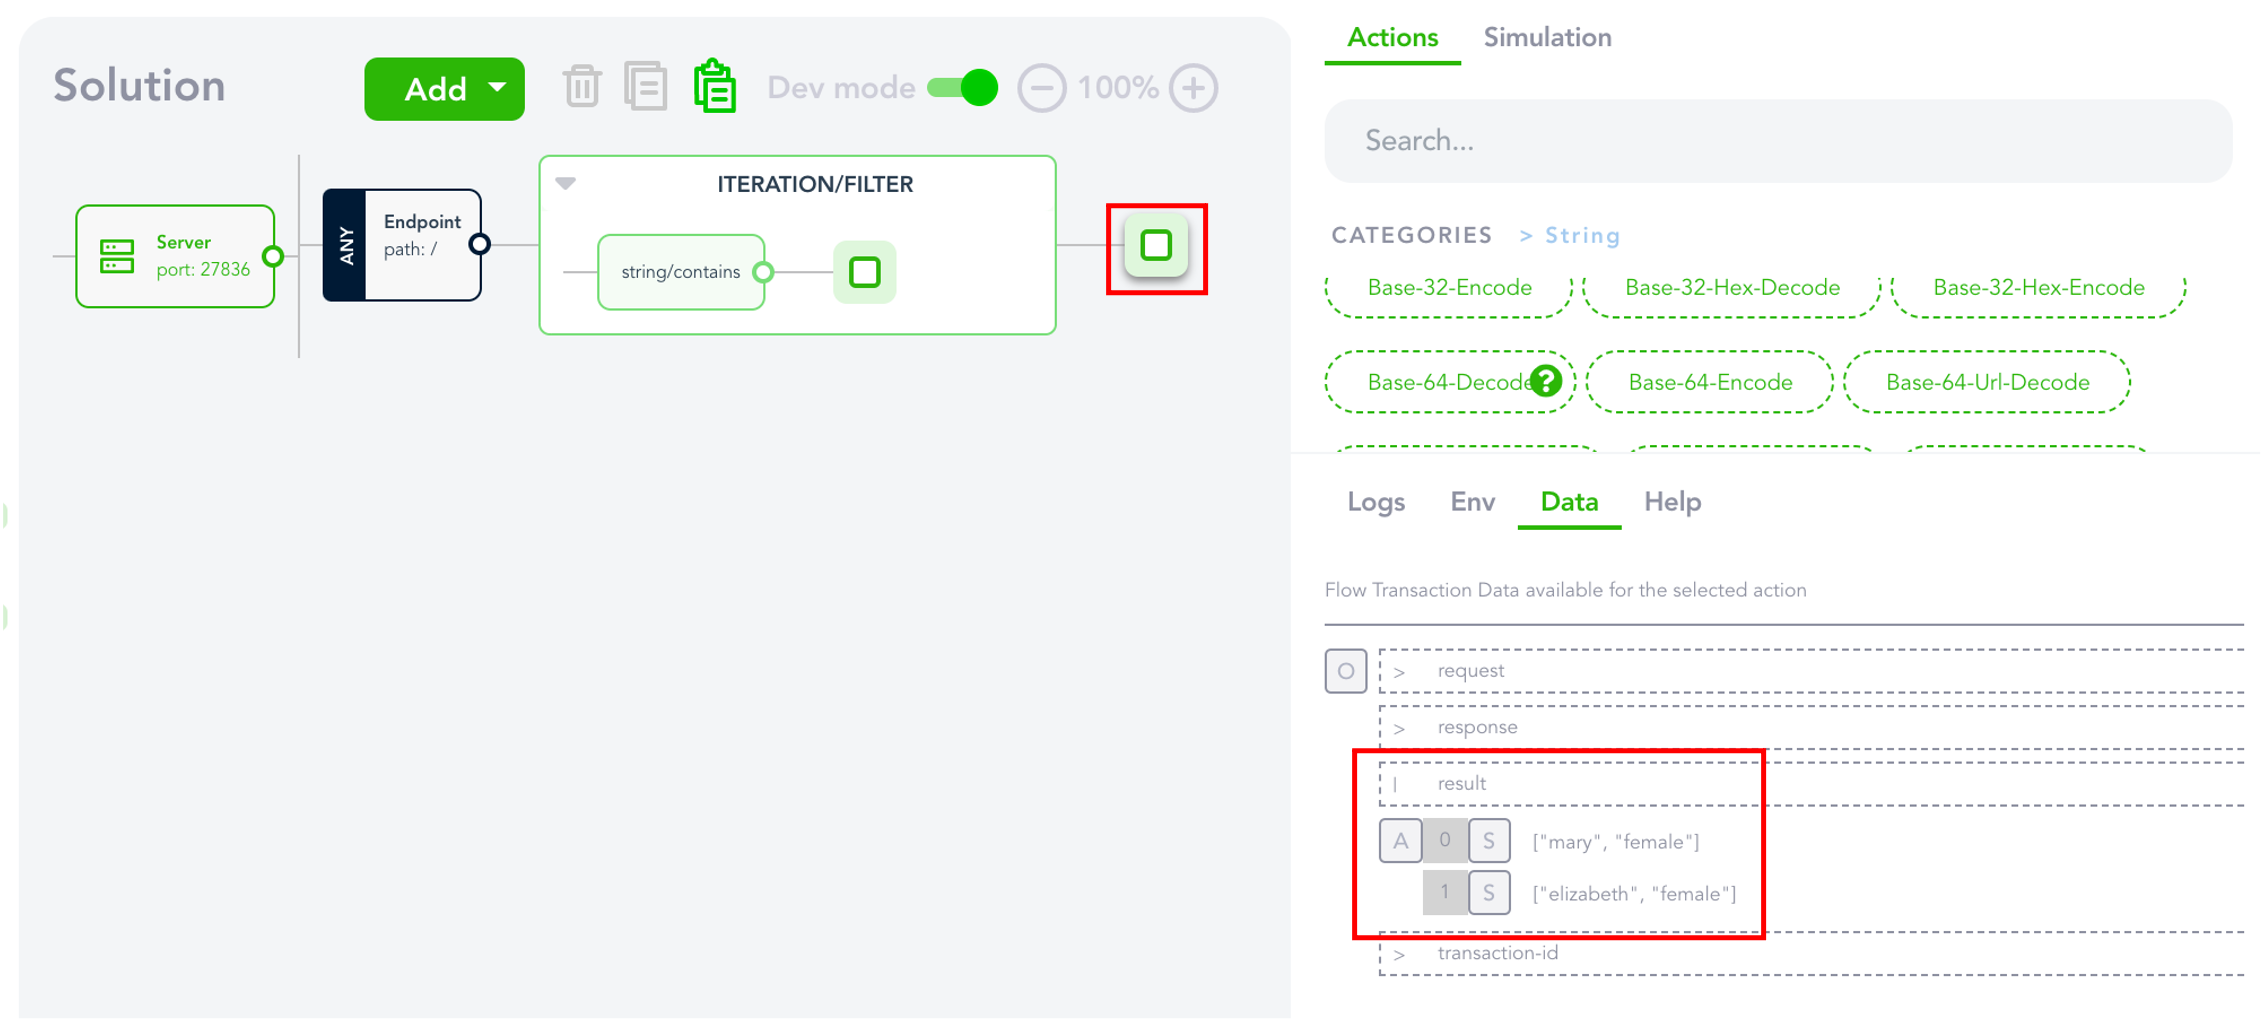 Solution
Add
Dev mode
100%
Server
port: 27836
ANY
Endpoint
path: /
ITERATION/FILTER
string/contains
Actions
Simulation
Search...
CATEGORIES > String
Base-32-Encode
Base-32-Hex-Decode
Base-32-Hex-Encode
Base-64-Decode
?
Base-64-Encode
Base-64-Url-Decode
Logs
Env
Data
Help
Flow Transaction Data available for the selected action
O > request
> response
| result
A 0 S ["mary", "female"]
1 S ["elizabeth", "female"]
> transaction-id